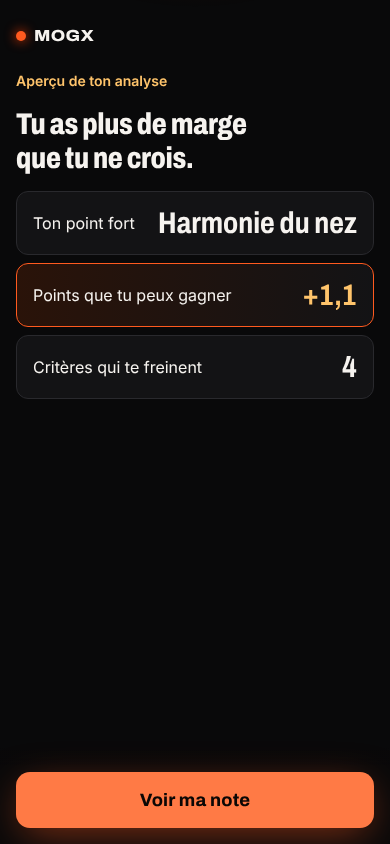 MOGX
Aperçu de ton analyse
Tu as plus de marge
que tu ne crois.
Ton point fort Harmonie du nez
Points que tu peux gagner +1,1
Critères qui te freinent 4
Voir ma note